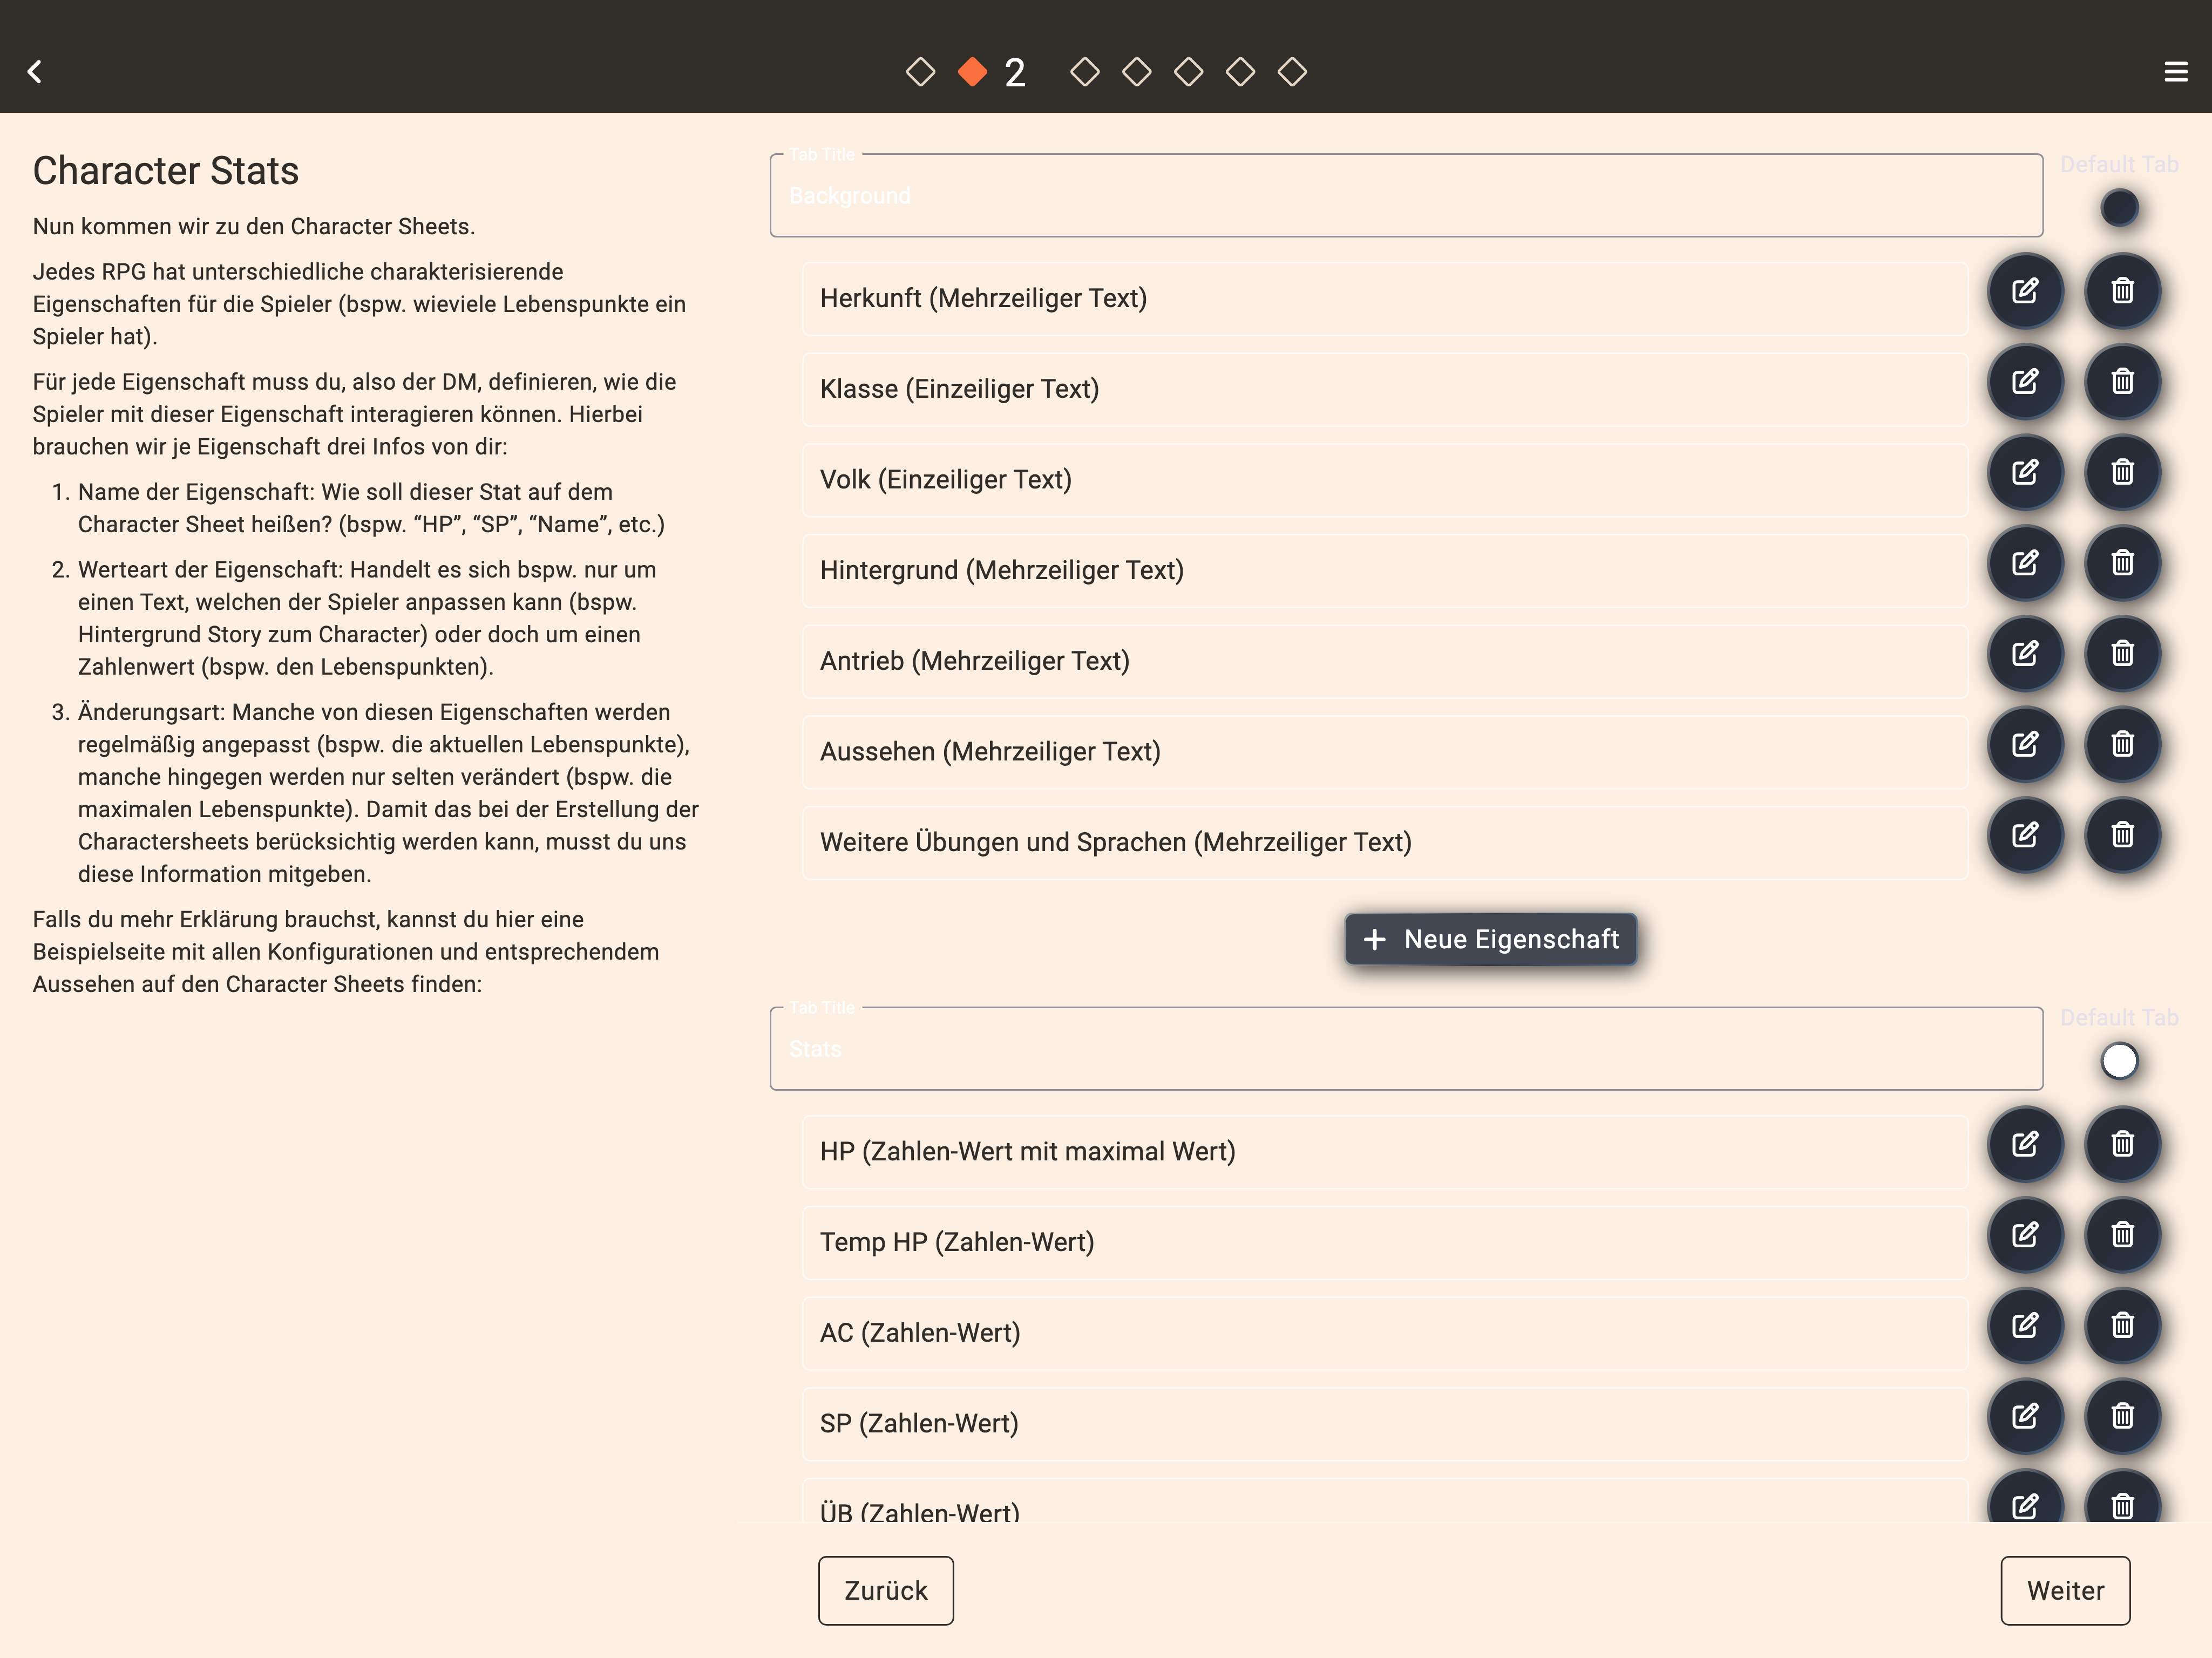 2
Character Stats
Nun kommen wir zu den Character Sheets.
Jedes RPG hat unterschiedliche charakterisierende
Eigenschaften für die Spieler (bspw. wieviele Lebenspunkte ein
Spieler hat).
Für jede Eigenschaft muss du, also der DM, definieren, wie die
Spieler mit dieser Eigenschaft interagieren können. Hierbei
brauchen wir je Eigenschaft drei Infos von dir:
1. Name der Eigenschaft: Wie soll dieser Stat auf dem
Character Sheet heißen? (bspw. “HP”, “SP”, “Name”, etc.)
2. Werteart der Eigenschaft: Handelt es sich bspw. nur um
einen Text, welchen der Spieler anpassen kann (bspw.
Hintergrund Story zum Character) oder doch um einen
Zahlenwert (bspw. den Lebenspunkten).
3. Änderungsart: Manche von diesen Eigenschaften werden
regelmäßig angepasst (bspw. die aktuellen Lebenspunkte),
manche hingegen werden nur selten verändert (bspw. die
maximalen Lebenspunkte). Damit das bei der Erstellung der
Charactersheets berücksichtig werden kann, musst du uns
diese Information mitgeben.
Falls du mehr Erklärung brauchst, kannst du hier eine
Beispielseite mit allen Konfigurationen und entsprechendem
Aussehen auf den Character Sheets finden:
Tab Title
Background
Default Tab
Herkunft (Mehrzeiliger Text)
Klasse (Einzeiliger Text)
Volk (Einzeiliger Text)
Hintergrund (Mehrzeiliger Text)
Antrieb (Mehrzeiliger Text)
Aussehen (Mehrzeiliger Text)
Weitere Übungen und Sprachen (Mehrzeiliger Text)
+ Neue Eigenschaft
Tab Title
Stats
Default Tab
HP (Zahlen-Wert mit maximal Wert)
Temp HP (Zahlen-Wert)
AC (Zahlen-Wert)
SP (Zahlen-Wert)
ÜB (Zahlen-Wert)
Zurück
Weiter